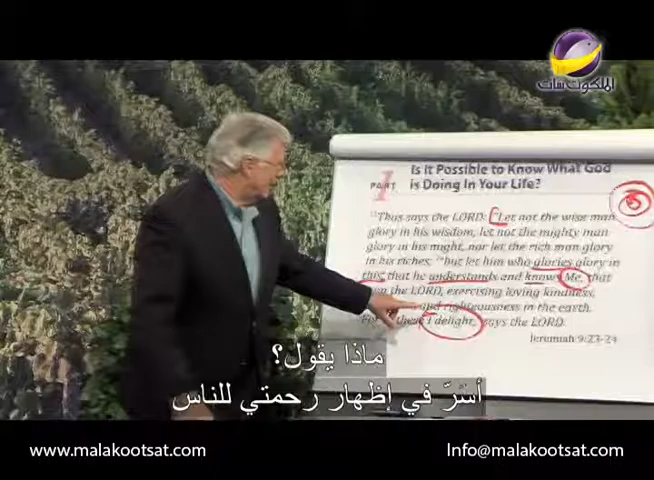 الملكوت سات
Is It Possible to Know What God
PART 1 is Doing In Your Life?
5
"Thus says the LORD: "Let not the wise man
glory in his wisdom, let not the mighty man
glory in his might, nor let the rich man glory
in his riches; but let him who glories glory in
this, that he understands and knows Me, that
the LORD, exercising loving kindness,
and righteousness in the earth.
For these I delight, says the LORD.
Jeremiah 9:23-24
ماذا يقول؟
أسرّ في إظهار رحمتي للناس
www.malakootsat.com
Info@malakootsat.com